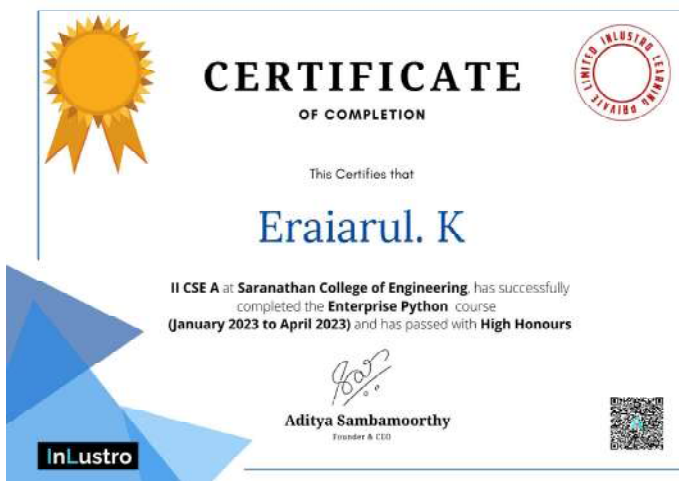 CERTIFICATE
OF COMPLETION
INLUSTRO LEARNING PRIVATE LIMITED
This Certifies that
Eraiarul. K
II CSE A at Saranathan College of Engineering, has successfully
completed the Enterprise Python course
(January 2023 to April 2023) and has passed with High Honours
Aditya Sambamoorthy
Founder & CEO
InLustro